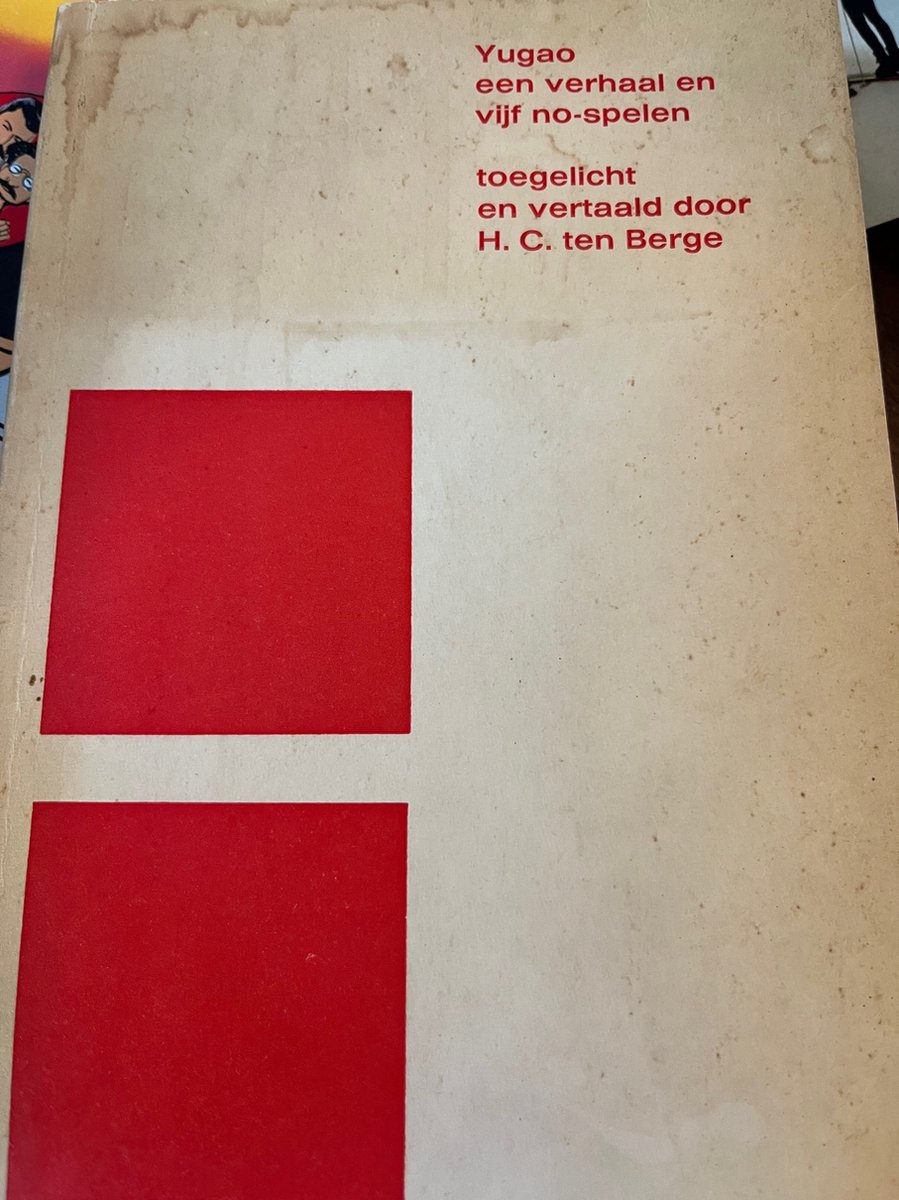 Yugao
een verhaal en
vijf no-spelen
toegelicht
en vertaald door
H. C. ten Berge